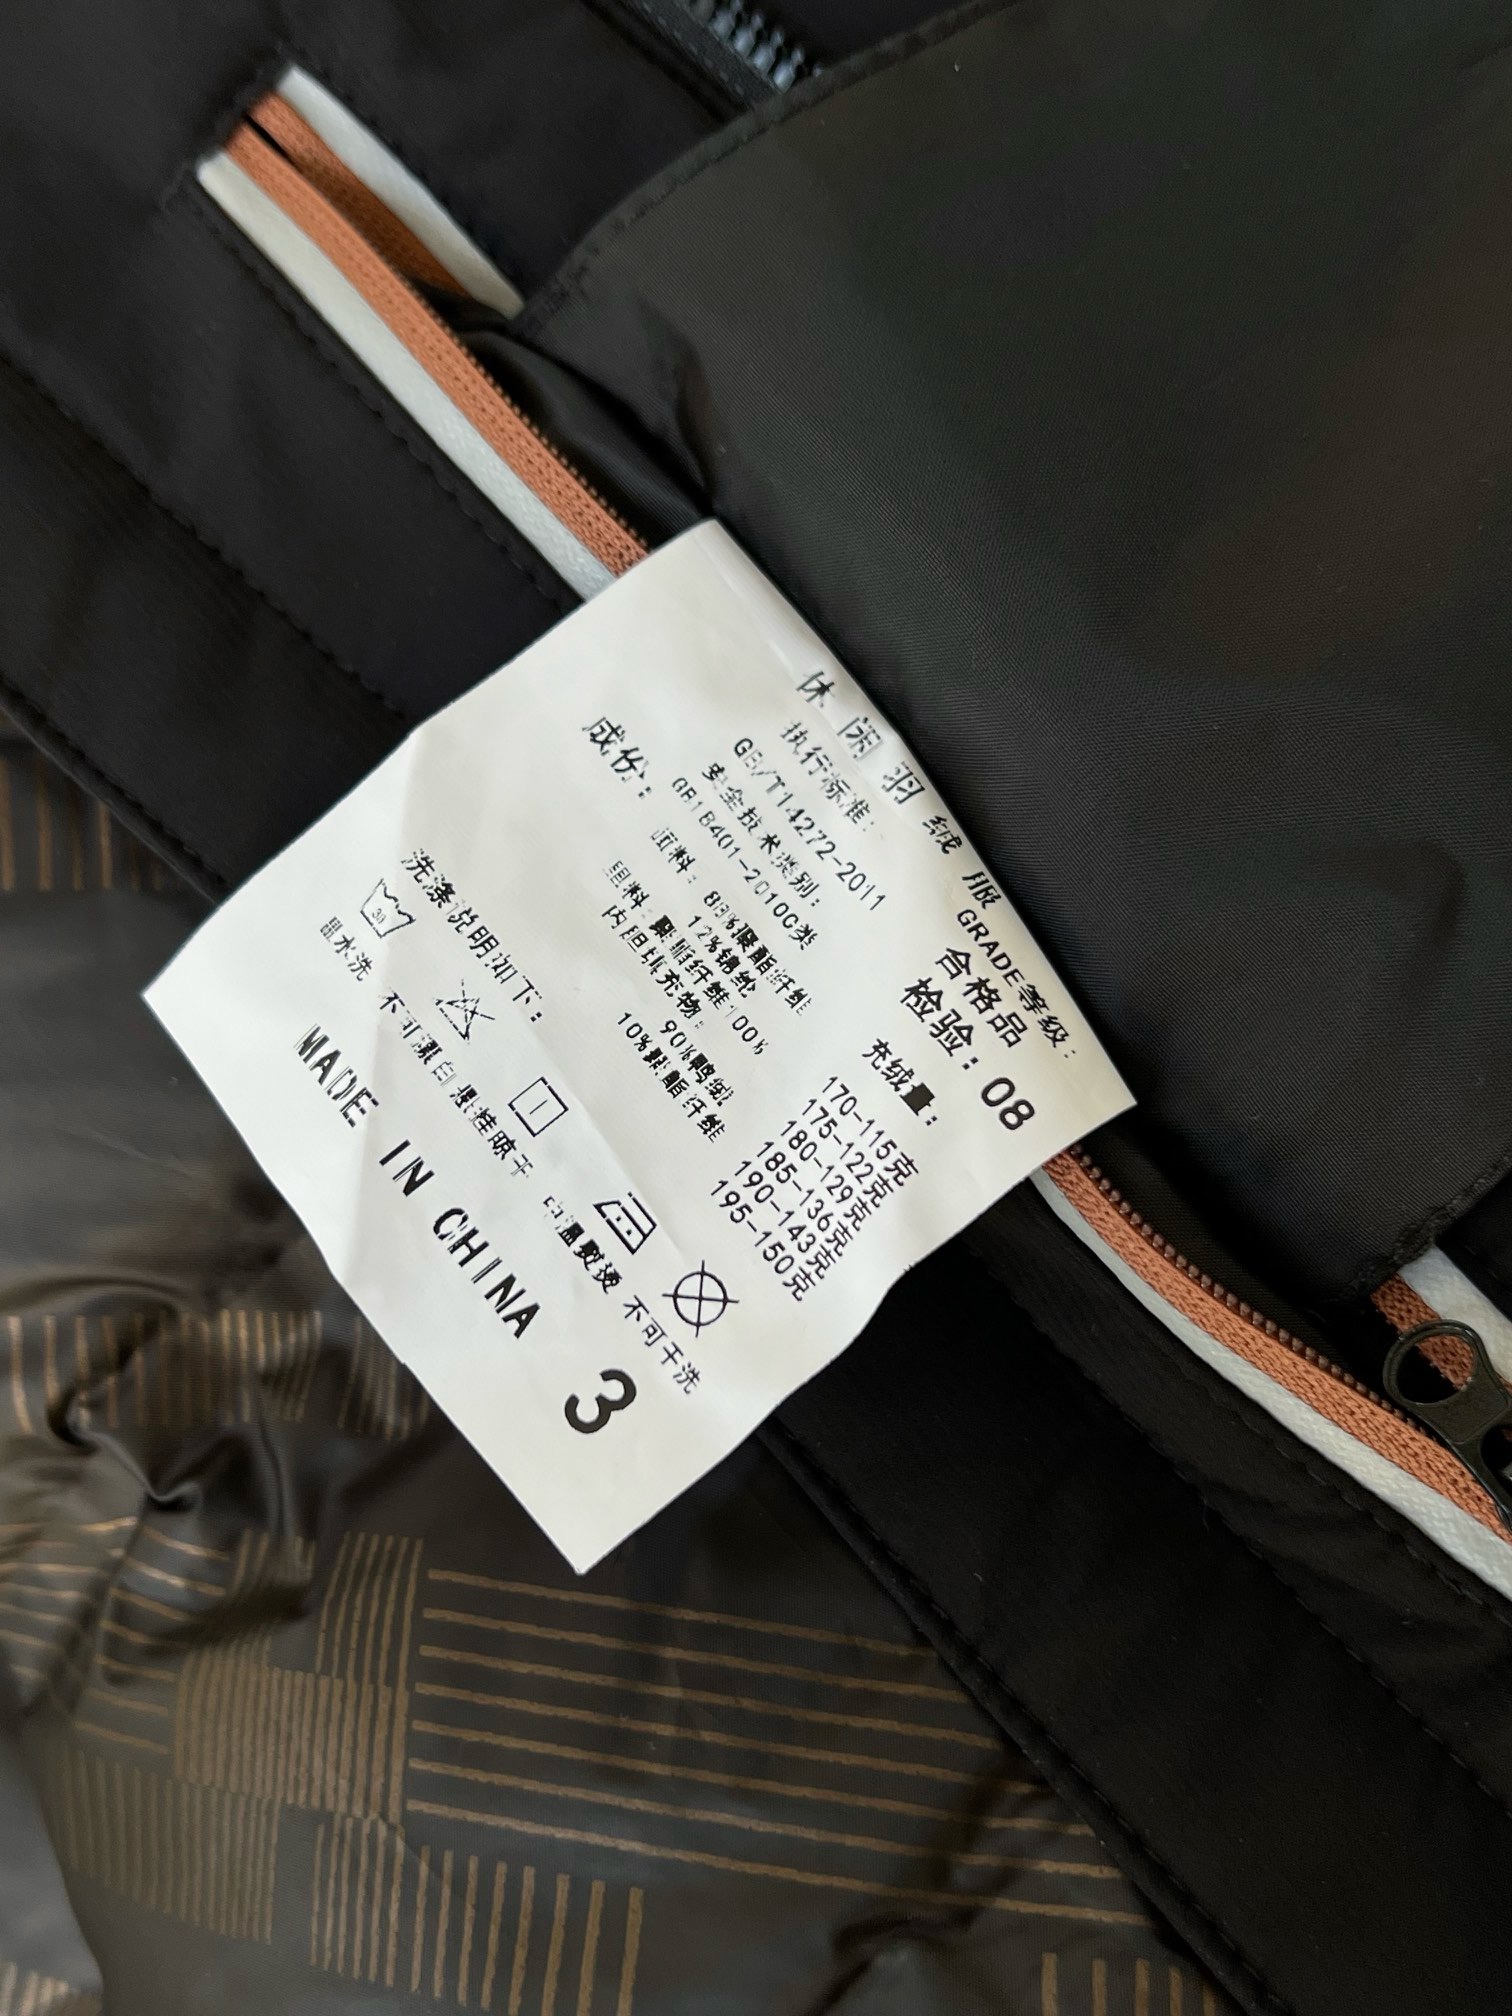 休闲羽绒服
执行标准:
GB/T14272-2011
安全技术类别:
GB18401-2010C类
成份:
面料: 88%聚酯纤维
12%锦纶
里料:聚酯纤维100%
内胆填充物:
90%鸭绒
10%聚酯纤维
GRADE等级:
合格品
检验:08
充绒量:
170-115克
175-122克
180-129克
185-136克
190-143克
195-150克
洗涤说明如下:
30
温水洗 不可漂白 悬挂晾干 中温熨烫 不可干洗
MADE IN CHINA 3